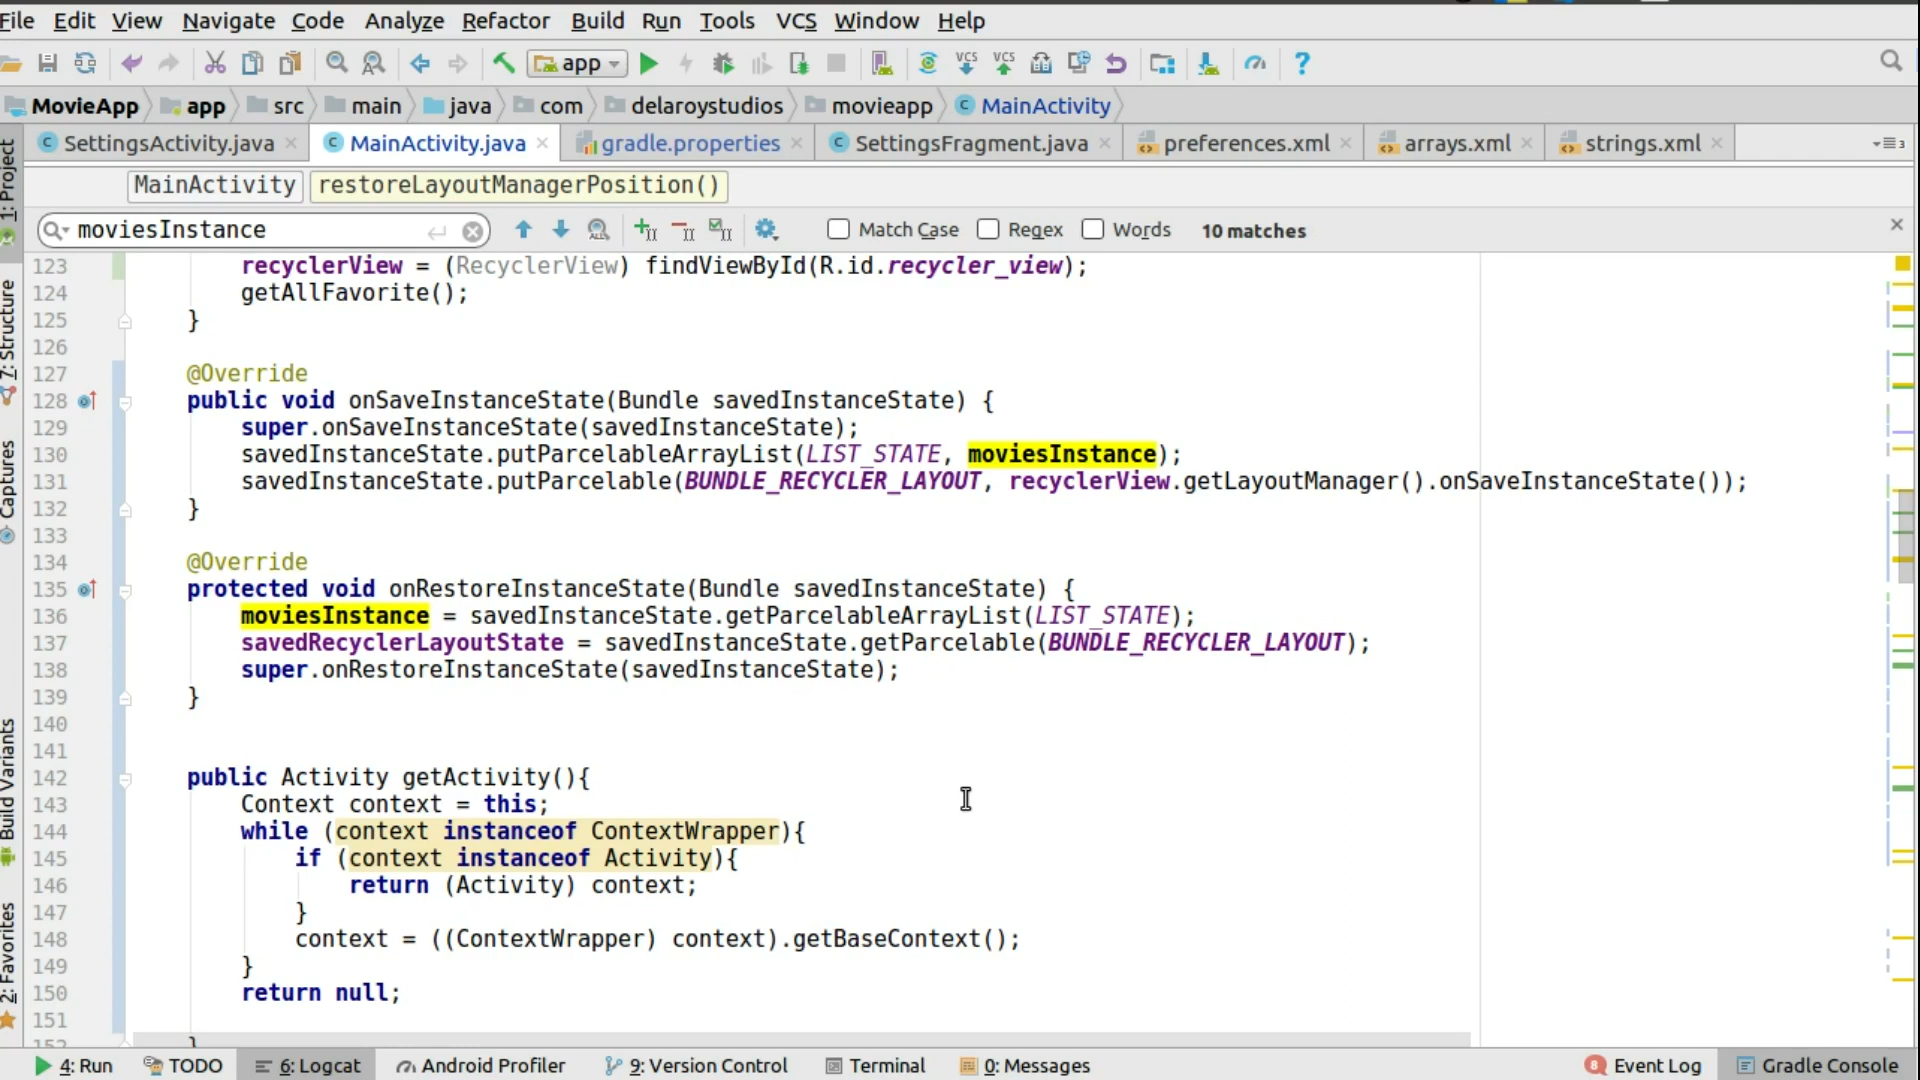 File Edit View Navigate Code Analyze Refactor Build Run Tools VCS Window Help
app VCS VCS ?
MovieApp app src main java com delaroystudios movieapp MainActivity
SettingsActivity.java MainActivity.java gradle.properties SettingsFragment.java preferences.xml arrays.xml strings.xml
MainActivity restoreLayoutManagerPosition()
moviesInstance Match Case Regex Words 10 matches
1: Project
7: Structure
Captures
Build Variants
2: Favorites
123 recyclerView = (RecyclerView) findViewById(R.id.recycler_view);
124 getAllFavorite();
125 }
126
127 @Override
128 public void onSaveInstanceState(Bundle savedInstanceState) {
129 super.onSaveInstanceState(savedInstanceState);
130 savedInstanceState.putParcelableArrayList(LIST_STATE, moviesInstance);
131 savedInstanceState.putParcelable(BUNDLE_RECYCLER_LAYOUT, recyclerView.getLayoutManager().onSaveInstanceState());
132 }
133
134 @Override
135 protected void onRestoreInstanceState(Bundle savedInstanceState) {
136 moviesInstance = savedInstanceState.getParcelableArrayList(LIST_STATE);
137 savedRecyclerLayoutState = savedInstanceState.getParcelable(BUNDLE_RECYCLER_LAYOUT);
138 super.onRestoreInstanceState(savedInstanceState);
139 }
140
141
142 public Activity getActivity(){
143 Context context = this;
144 while (context instanceof ContextWrapper){
145 if (context instanceof Activity){
146 return (Activity) context;
147 }
148 context = ((ContextWrapper) context).getBaseContext();
149 }
150 return null;
151
152 }
4: Run TODO 6: Logcat Android Profiler 9: Version Control Terminal 0: Messages 8 Event Log Gradle Console